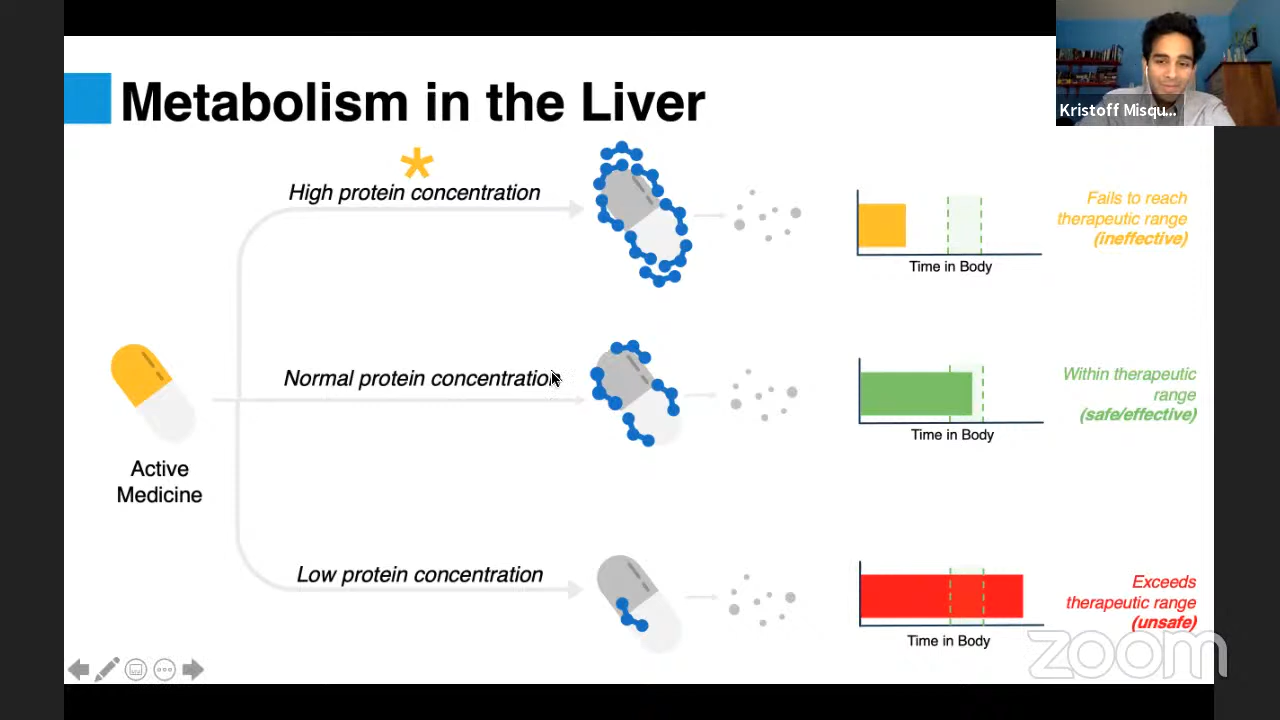 Metabolism in the Liver
Kristoff Misqu...
*
High protein concentration
Fails to reach
therapeutic range
(ineffective)
Time in Body
Normal protein concentration
Within therapeutic
range
(safe/effective)
Time in Body
Active
Medicine
Low protein concentration
Exceeds
therapeutic range
(unsafe)
Time in Body
zoom